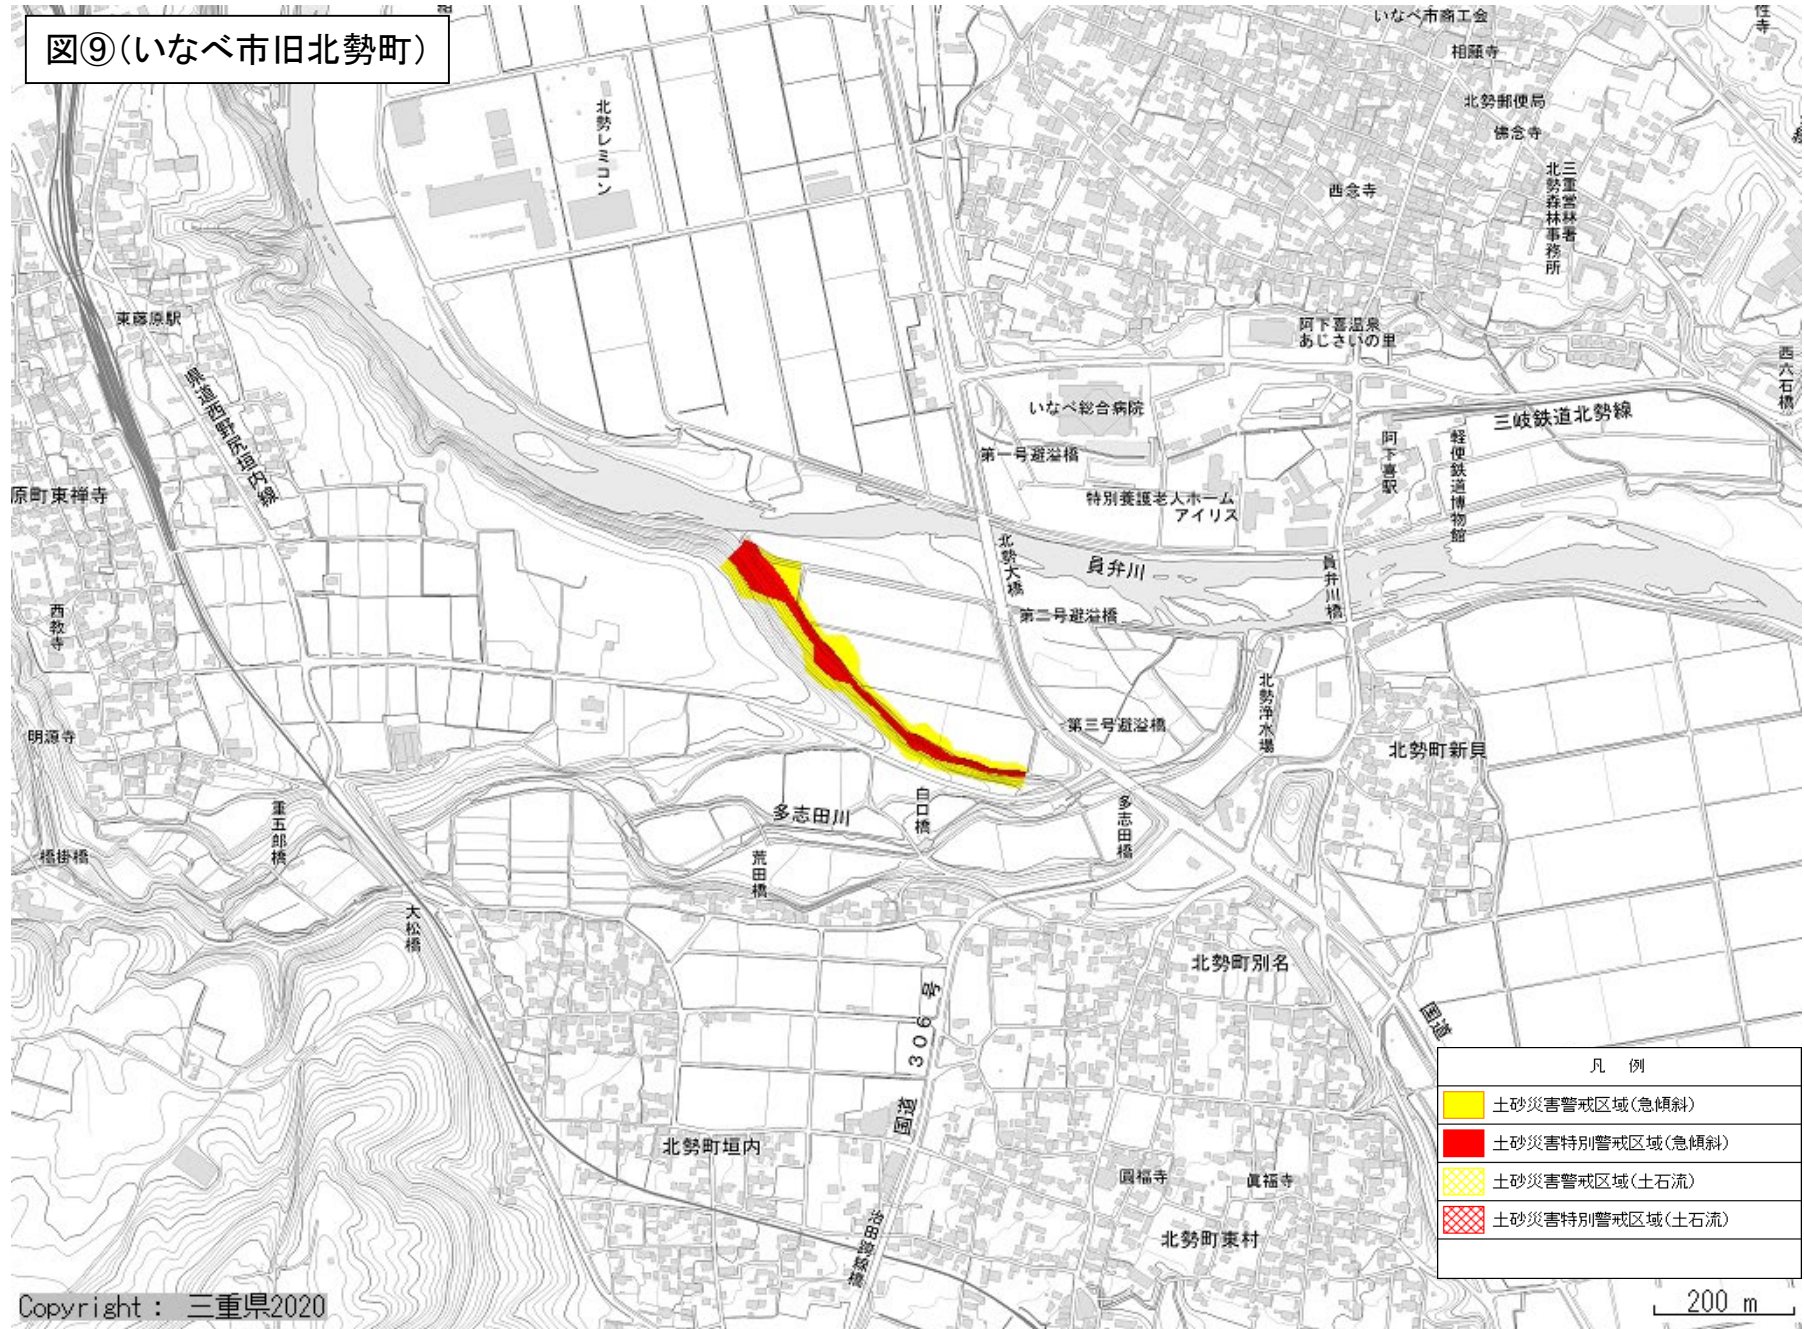 図⑨(いなべ市旧北勢町)
いなべ市商工会
相願寺
北勢郵便局
佛念寺
北勢レミコン
三重営林署
北勢森林事務所
西念寺
東藤原駅
阿下喜温泉
あじさいの里
西六石橋
県道西野尻垣内線
いなべ総合病院
三岐鉄道北勢線
第一号避溢橋
阿下喜駅
軽便鉄道博物館
原町東禅寺
特別養護老人ホーム
アイリス
北勢大橋
員弁川
員弁川橋
西教寺
第二号避溢橋
北勢浄水場
明源寺
第三号避溢橋
北勢町新見
重五郎橋
多志田川
白口橋
多志田橋
橋掛橋
荒田橋
大松橋
北勢町別名
国道
国道 306 号
北勢町垣内
圓福寺
眞福寺
治田跨線橋
北勢町東村
凡 例
土砂災害警戒区域(急傾斜)
土砂災害特別警戒区域(急傾斜)
土砂災害警戒区域(土石流)
土砂災害特別警戒区域(土石流)
Copyright : 三重県2020
200 m